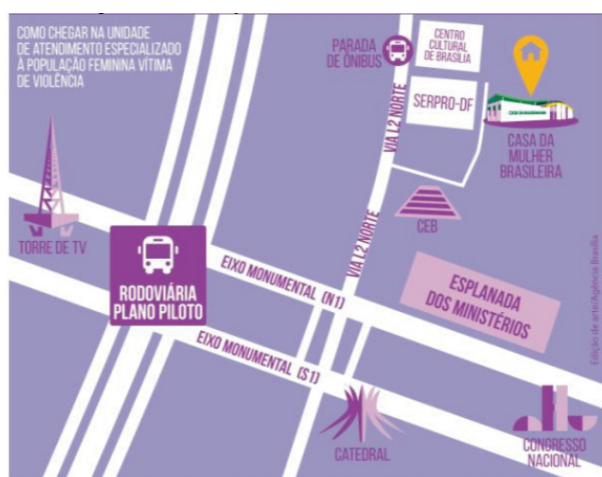 COMO CHEGAR NA UNIDADE
DE ATENDIMENTO ESPECIALIZADO
À POPULAÇÃO FEMININA VÍTIMA
DE VIOLÊNCIA
PARADA
DE ÔNIBUS
CENTRO
CULTURAL
DE BRASÍLIA
SERPRO-DF
VIA L2 NORTE
CASA DA
MULHER
BRASILEIRA
CEB
TORRE DE TV
RODOVIÁRIA
PLANO PILOTO
EIXO MONUMENTAL (N1)
VIA L2 NORTE
ESPLANADA
DOS MINISTÉRIOS
EIXO MONUMENTAL (S1)
CATEDRAL
CONGRESSO
NACIONAL
Edição de arte/Agência Brasília